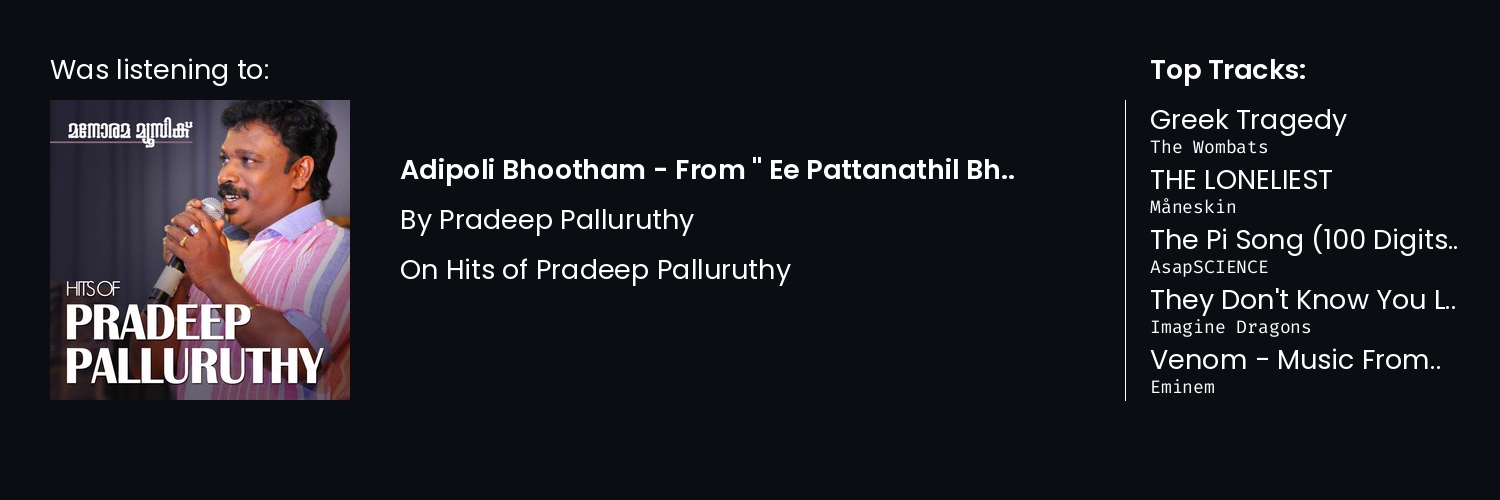 Was listening to:
മനോരമ മ്യൂസിക്
HITS OF
PRADEEP
PALLURUTHY
Adipoli Bhootham - From " Ee Pattanathil Bh..
By Pradeep Palluruthy
On Hits of Pradeep Palluruthy
Top Tracks:
Greek Tragedy
The Wombats
THE LONELIEST
Måneskin
The Pi Song (100 Digits..
AsapSCIENCE
They Don't Know You L..
Imagine Dragons
Venom - Music From..
Eminem